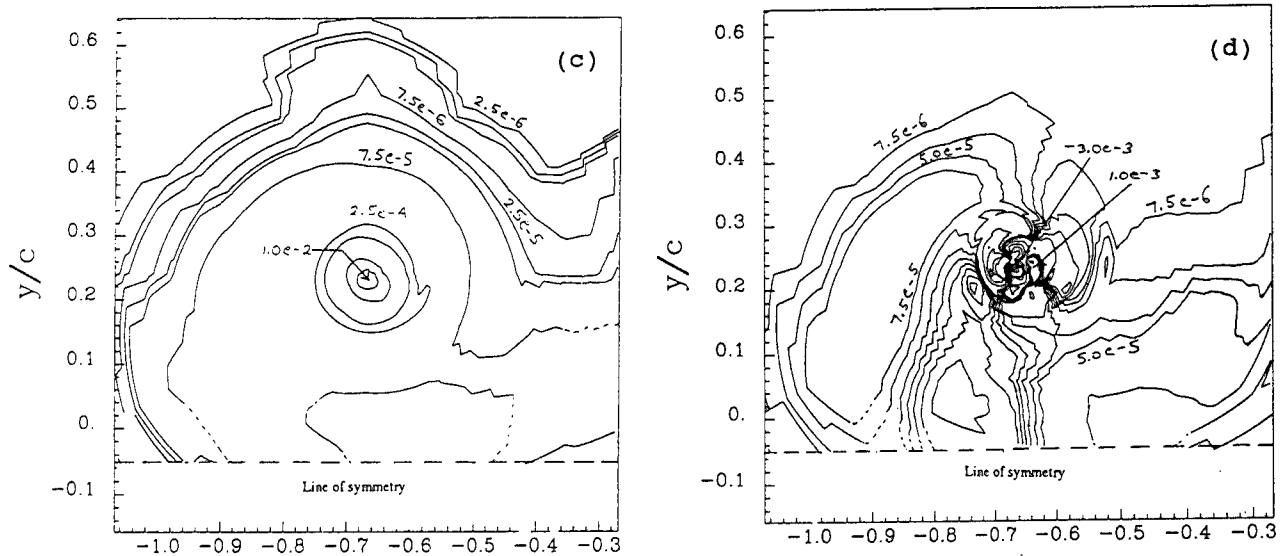 (c)
0.6
0.5
0.4
0.3
0.2
0.1
0.
-0.1
y/c
2.5e-6
7.5e-6
7.5e-5
2.5e-5
2.5e-4
1.0e-2
Line of symmetry
-1.0 -0.9 -0.8 -0.7 -0.6 -0.5 -0.4 -0.3
(d)
0.6
0.5
0.4
0.3
0.2
0.1
0.
-0.1
y/c
7.5e-6
5.0e-5
-3.0e-3
1.0e-3
7.5e-6
7.5e-5
5.0e-5
Line of symmetry
-1.0 -0.9 -0.8 -0.7 -0.6 -0.5 -0.4 -0.3